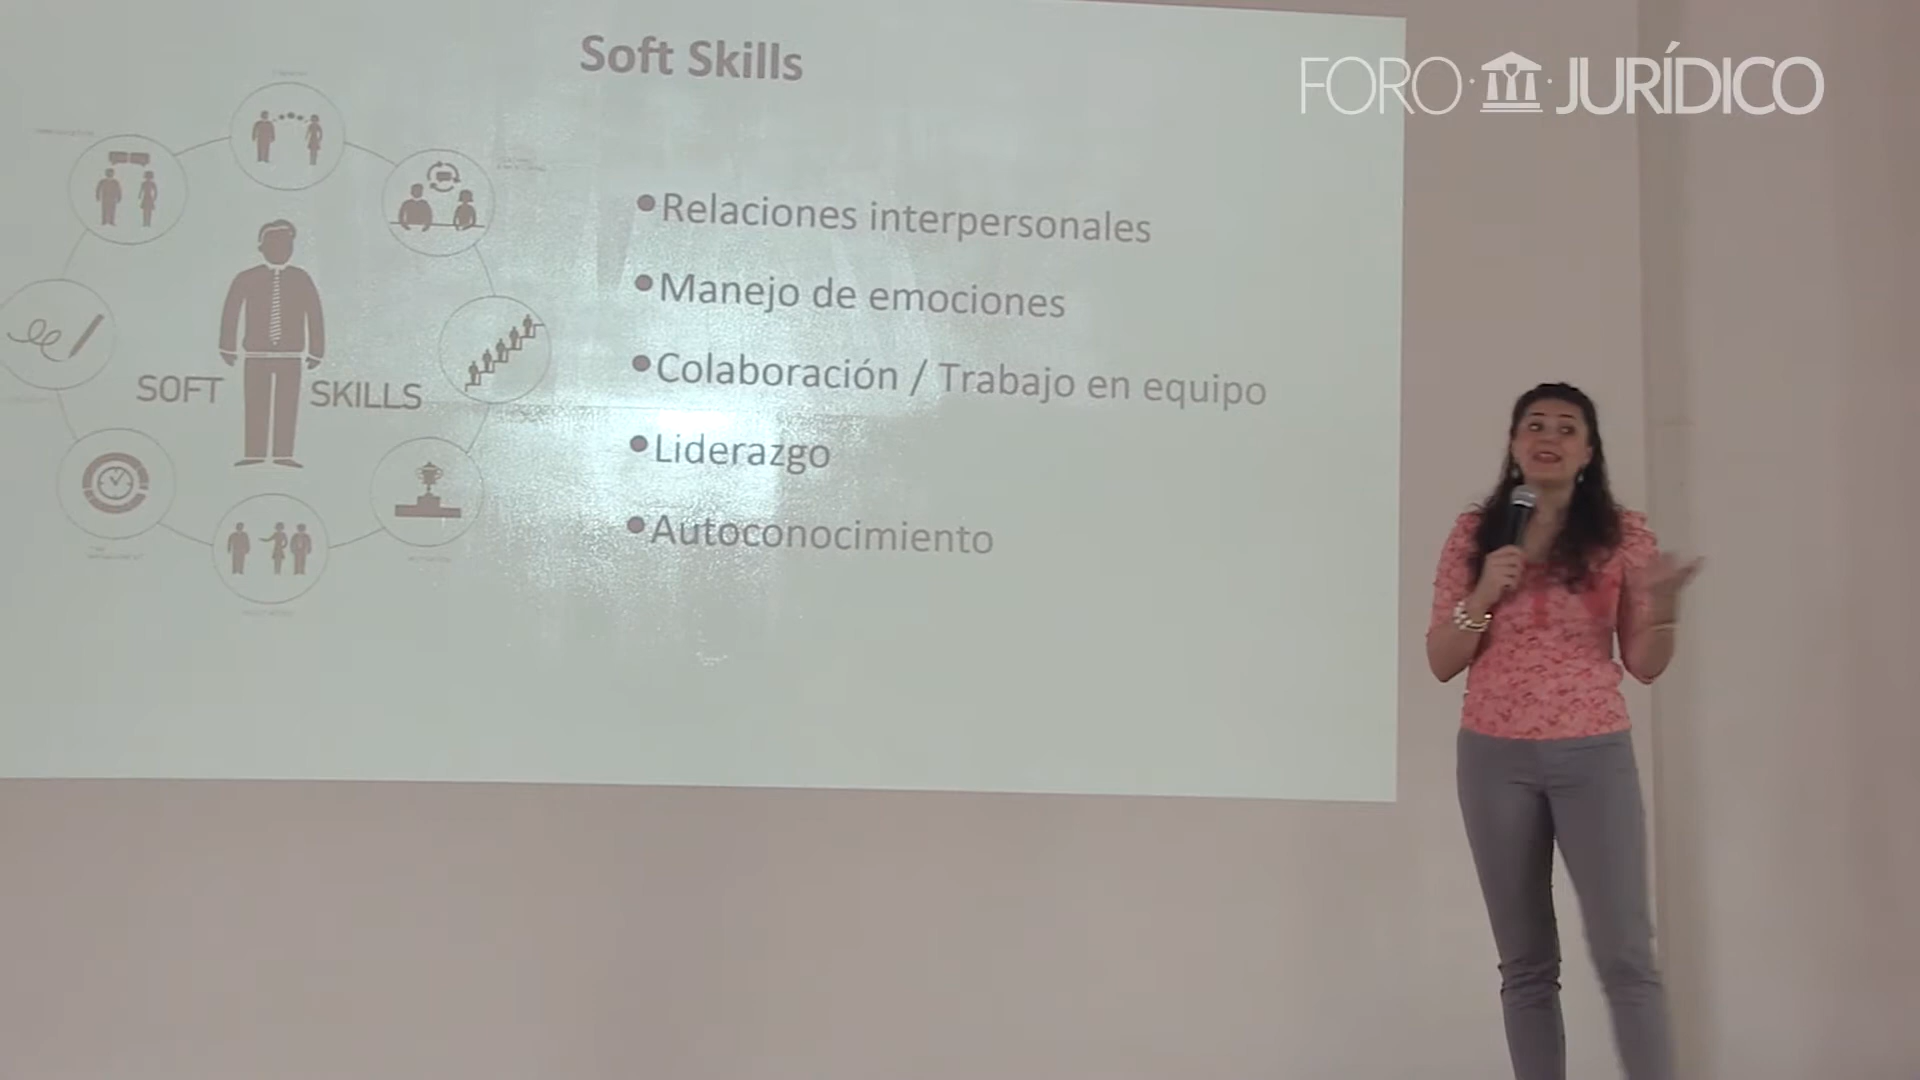 Soft Skills
FORO JURÍDICO
•Relaciones interpersonales
•Manejo de emociones
•Colaboración / Trabajo en equipo
•Liderazgo
•Autoconocimiento
SOFT SKILLS